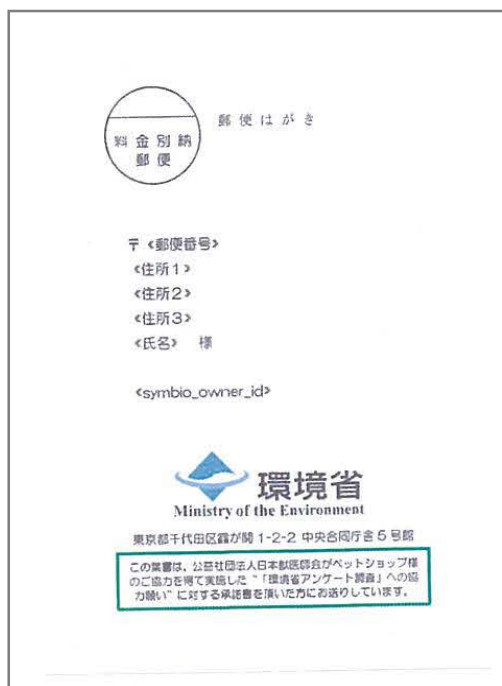 郵便はがき
料金別納
郵便
〒 <郵便番号>
<住所1>
<住所2>
<住所3>
<氏名> 様
<symbio_owner_id>
環境省
Ministry of the Environment
東京都千代田区霞が関 1-2-2 中央合同庁舎 5 号館
この葉書は、公益社団法人日本獣医師会がペットショップ様
のご協力を得て実施した“「環境省アンケート調査」への協
力願い”に対する承諾書を頂いた方にお送りしています。